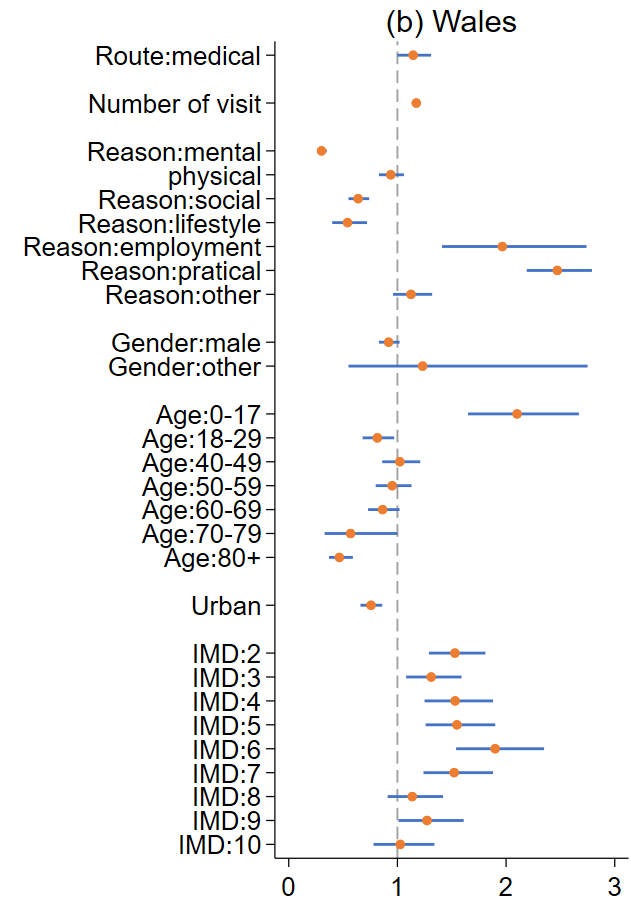 (b) Wales
Route:medical
Number of visit
Reason:mental
physical
Reason:social
Reason:lifestyle
Reason:employment
Reason:pratical
Reason:other
Gender:male
Gender:other
Age:0-17
Age:18-29
Age:40-49
Age:50-59
Age:60-69
Age:70-79
Age:80+
Urban
IMD:2
IMD:3
IMD:4
IMD:5
IMD:6
IMD:7
IMD:8
IMD:9
IMD:10
0 1 2 3